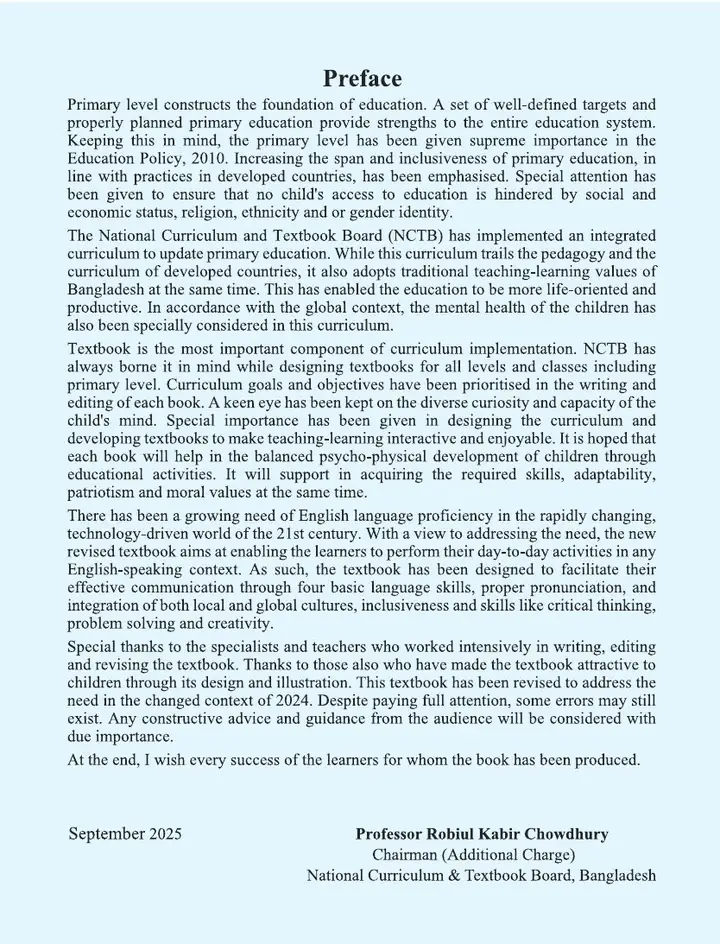 Preface
Primary level constructs the foundation of education. A set of well-defined targets and
properly planned primary education provide strengths to the entire education system.
Keeping this in mind, the primary level has been given supreme importance in the
Education Policy, 2010. Increasing the span and inclusiveness of primary education, in
line with practices in developed countries, has been emphasised. Special attention has
been given to ensure that no child's access to education is hindered by social and
economic status, religion, ethnicity and or gender identity.
The National Curriculum and Textbook Board (NCTB) has implemented an integrated
curriculum to update primary education. While this curriculum trails the pedagogy and the
curriculum of developed countries, it also adopts traditional teaching-learning values of
Bangladesh at the same time. This has enabled the education to be more life-oriented and
productive. In accordance with the global context, the mental health of the children has
also been specially considered in this curriculum.
Textbook is the most important component of curriculum implementation. NCTB has
always borne it in mind while designing textbooks for all levels and classes including
primary level. Curriculum goals and objectives have been prioritised in the writing and
editing of each book. A keen eye has been kept on the diverse curiosity and capacity of the
child's mind. Special importance has been given in designing the curriculum and
developing textbooks to make teaching-learning interactive and enjoyable. It is hoped that
each book will help in the balanced psycho-physical development of children through
educational activities. It will support in acquiring the required skills, adaptability,
patriotism and moral values at the same time.
There has been a growing need of English language proficiency in the rapidly changing,
technology-driven world of the 21st century. With a view to addressing the need, the new
revised textbook aims at enabling the learners to perform their day-to-day activities in any
English-speaking context. As such, the textbook has been designed to facilitate their
effective communication through four basic language skills, proper pronunciation, and
integration of both local and global cultures, inclusiveness and skills like critical thinking,
problem solving and creativity.
Special thanks to the specialists and teachers who worked intensively in writing, editing
and revising the textbook. Thanks to those also who have made the textbook attractive to
children through its design and illustration. This textbook has been revised to address the
need in the changed context of 2024. Despite paying full attention, some errors may still
exist. Any constructive advice and guidance from the audience will be considered with
due importance.
At the end, I wish every success of the learners for whom the book has been produced.
September 2025
Professor Robiul Kabir Chowdhury
Chairman (Additional Charge)
National Curriculum & Textbook Board, Bangladesh